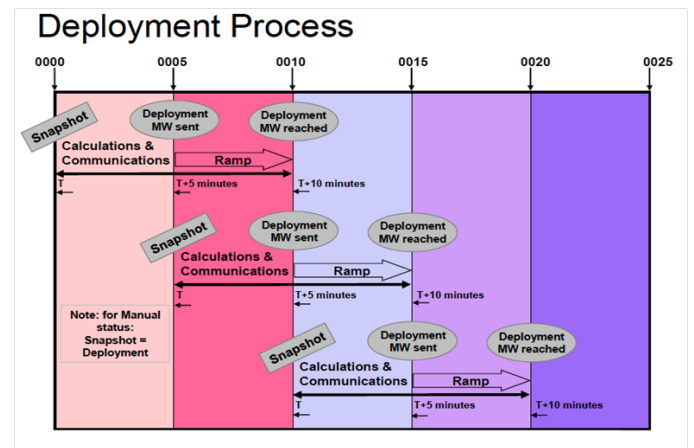 Deployment Process
0000 0005 0010 0015 0020 0025
Snapshot
Deployment
MW sent
Deployment
MW reached
Calculations &
Communications
Ramp
T
T+5 minutes
T+10 minutes
Snapshot
Deployment
MW sent
Deployment
MW reached
Calculations &
Communications
Ramp
T
T+5 minutes
T+10 minutes
Note: for Manual
status:
Snapshot =
Deployment
Snapshot
Deployment
MW sent
Deployment
MW reached
Calculations &
Communications
Ramp
T
T+5 minutes
T+10 minutes